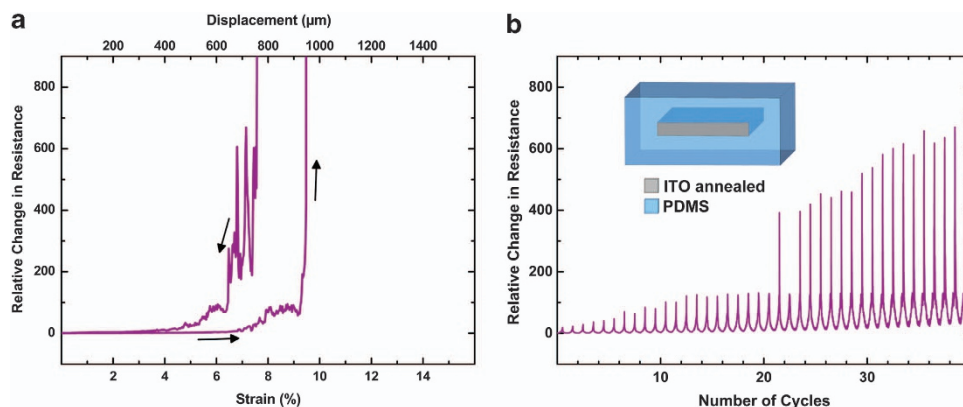 a
Displacement (µm)
200 400 600 800 1000 1200 1400
Relative Change in Resistance
800
600
400
200
0
2 4 6 8 10 12 14
Strain (%)
b
Relative Change in Resistance
800
600
400
200
0
ITO annealed
PDMS
10 20 30
Number of Cycles